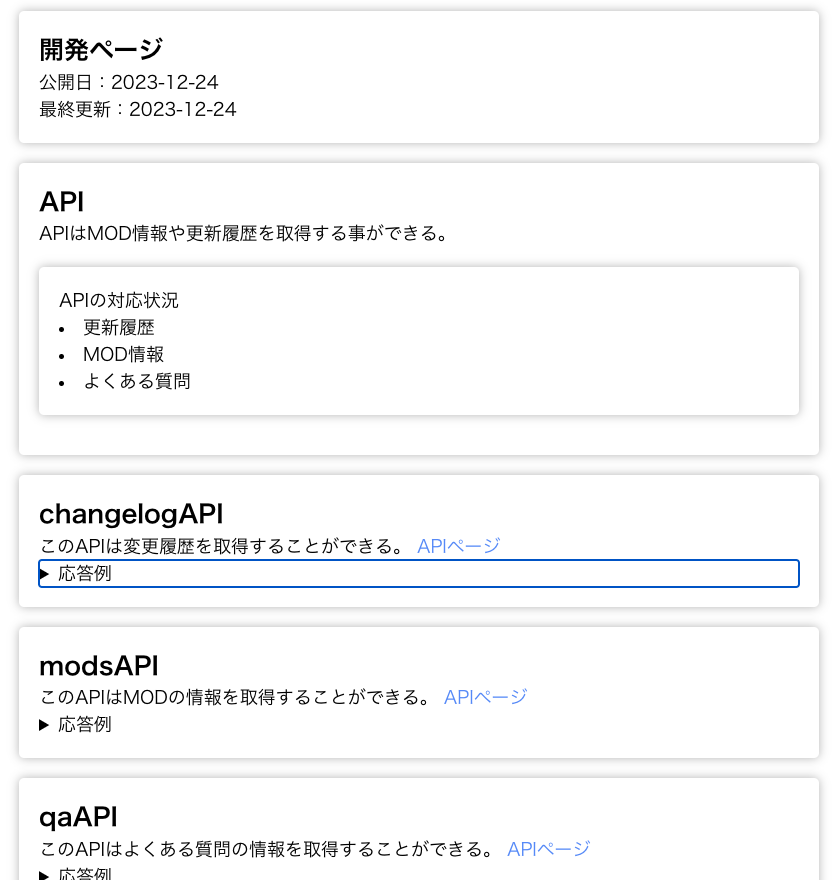 開発ページ
公開日：2023-12-24
最終更新：2023-12-24
API
APIはMOD情報や更新履歴を取得する事ができる。
APIの対応状況
• 更新履歴
• MOD情報
• よくある質問
changelogAPI
このAPIは変更履歴を取得することができる。 APIページ
▶ 応答例
modsAPI
このAPIはMODの情報を取得することができる。 APIページ
▶ 応答例
qaAPI
このAPIはよくある質問の情報を取得することができる。 APIページ
▶ 応答例